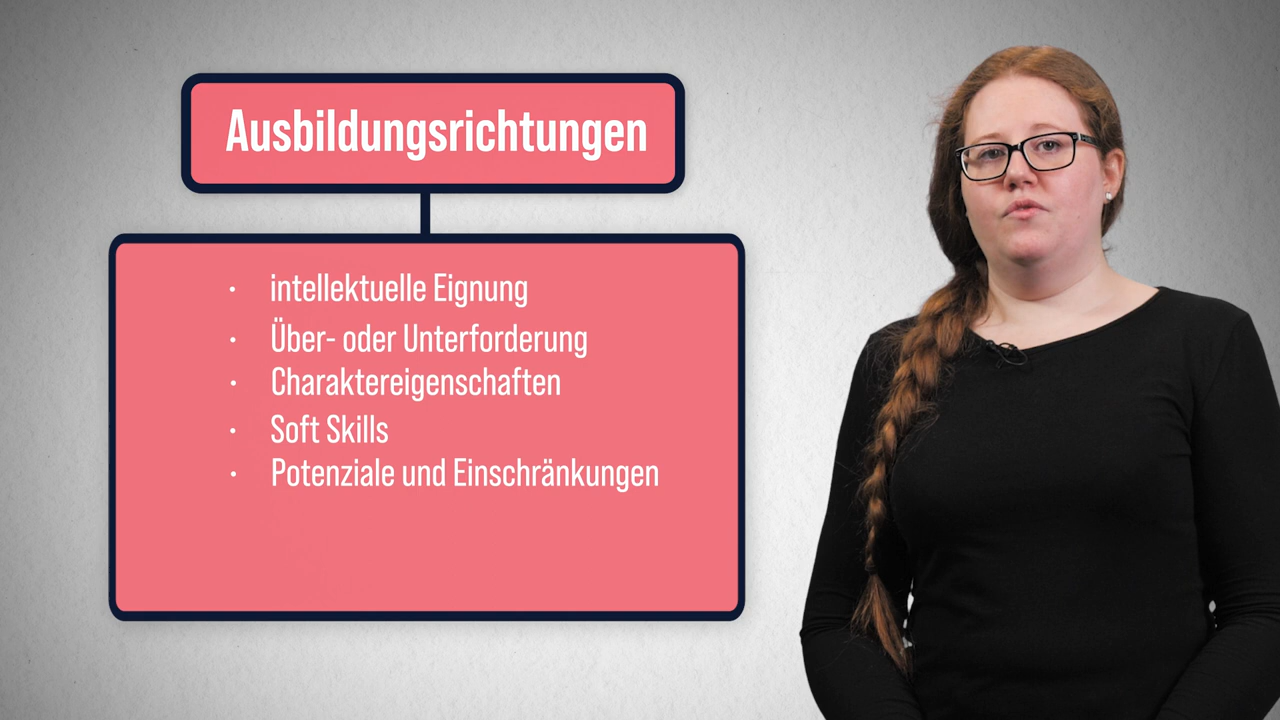 Ausbildungsrichtungen
· intellektuelle Eignung
· Über- oder Unterforderung
· Charaktereigenschaften
· Soft Skills
· Potenziale und Einschränkungen